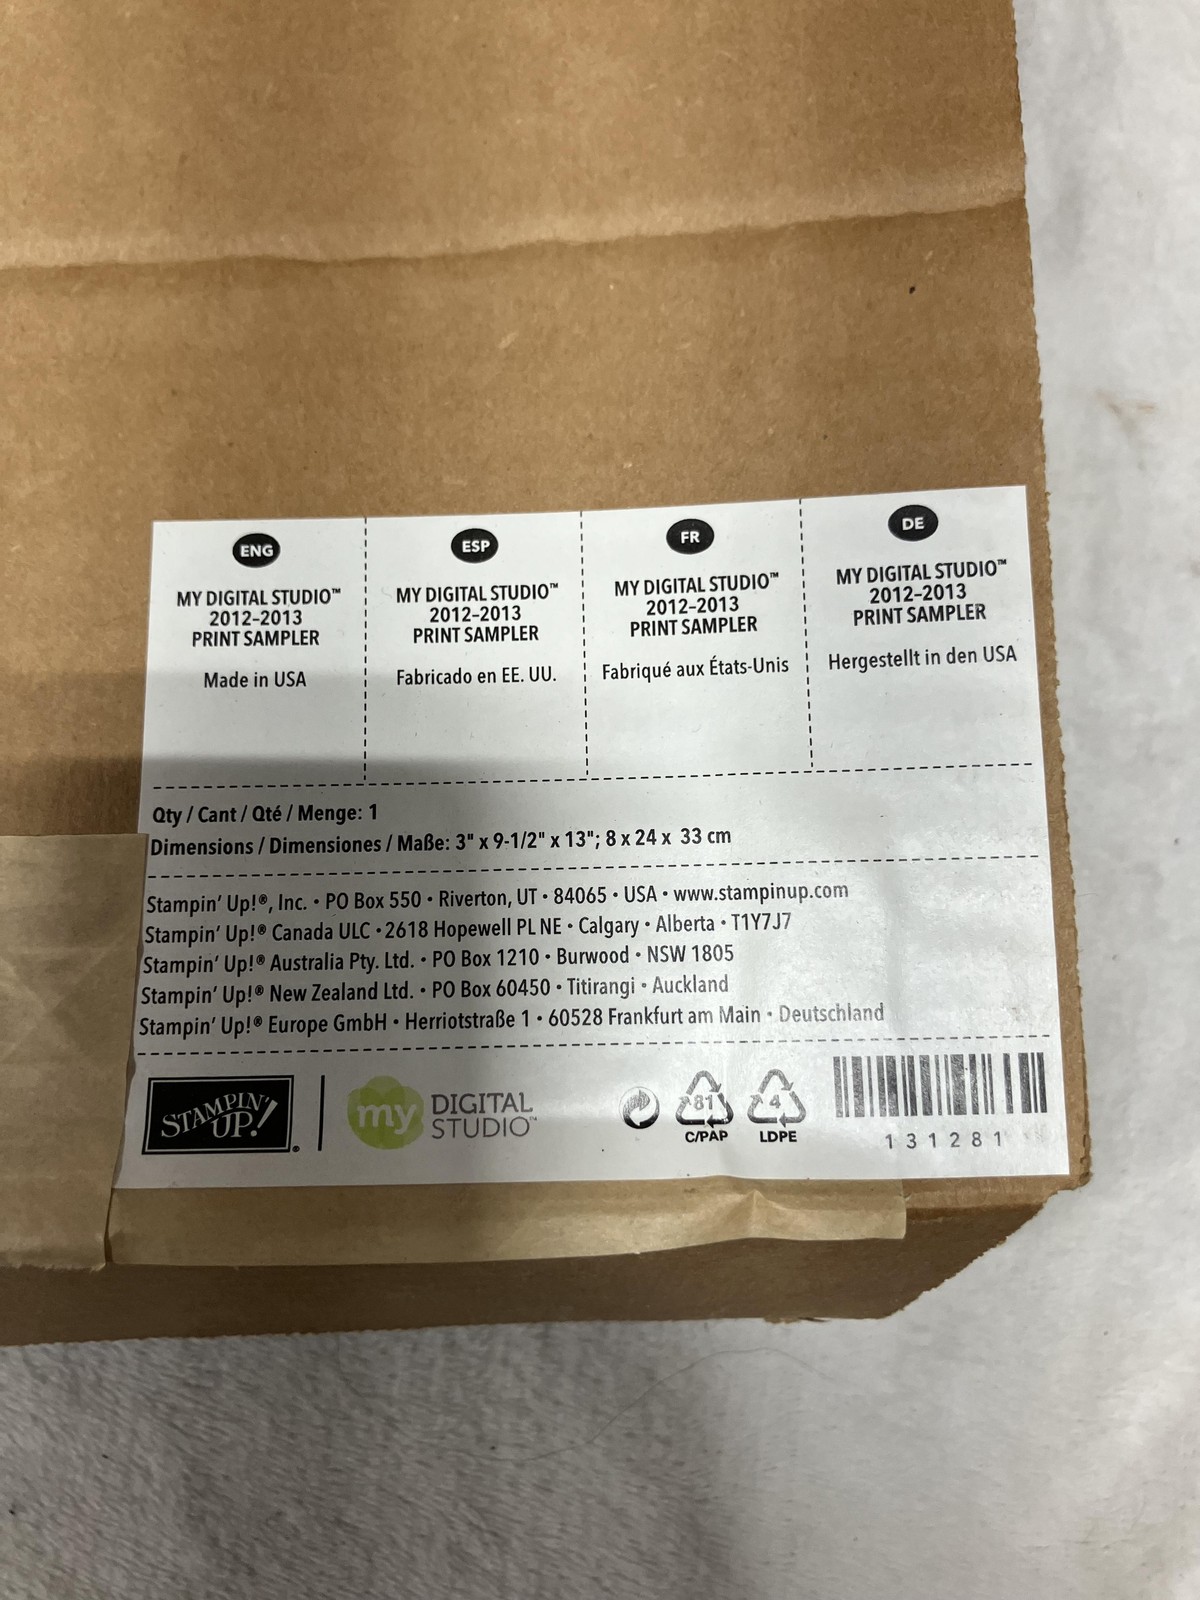 ENG
MY DIGITAL STUDIO™
2012–2013
PRINT SAMPLER
Made in USA
ESP
MY DIGITAL STUDIO™
2012–2013
PRINT SAMPLER
Fabricado en EE. UU.
FR
MY DIGITAL STUDIO™
2012–2013
PRINT SAMPLER
Fabriqué aux États-Unis
DE
MY DIGITAL STUDIO™
2012–2013
PRINT SAMPLER
Hergestellt in den USA
Qty / Cant / Qté / Menge: 1
Dimensions / Dimensiones / Maße: 3" x 9-1/2" x 13"; 8 x 24 x 33 cm
Stampin' Up!®, Inc. • PO Box 550 • Riverton, UT • 84065 • USA • www.stampinup.com
Stampin' Up!® Canada ULC • 2618 Hopewell PL NE • Calgary • Alberta • T1Y7J7
Stampin' Up!® Australia Pty. Ltd. • PO Box 1210 • Burwood • NSW 1805
Stampin' Up!® New Zealand Ltd. • PO Box 60450 • Titirangi • Auckland
Stampin' Up!® Europe GmbH • Herriotstraße 1 • 60528 Frankfurt am Main • Deutschland
STAMPIN'
UP!®
my DIGITAL
STUDIO™
81
C/PAP
4
LDPE
131281